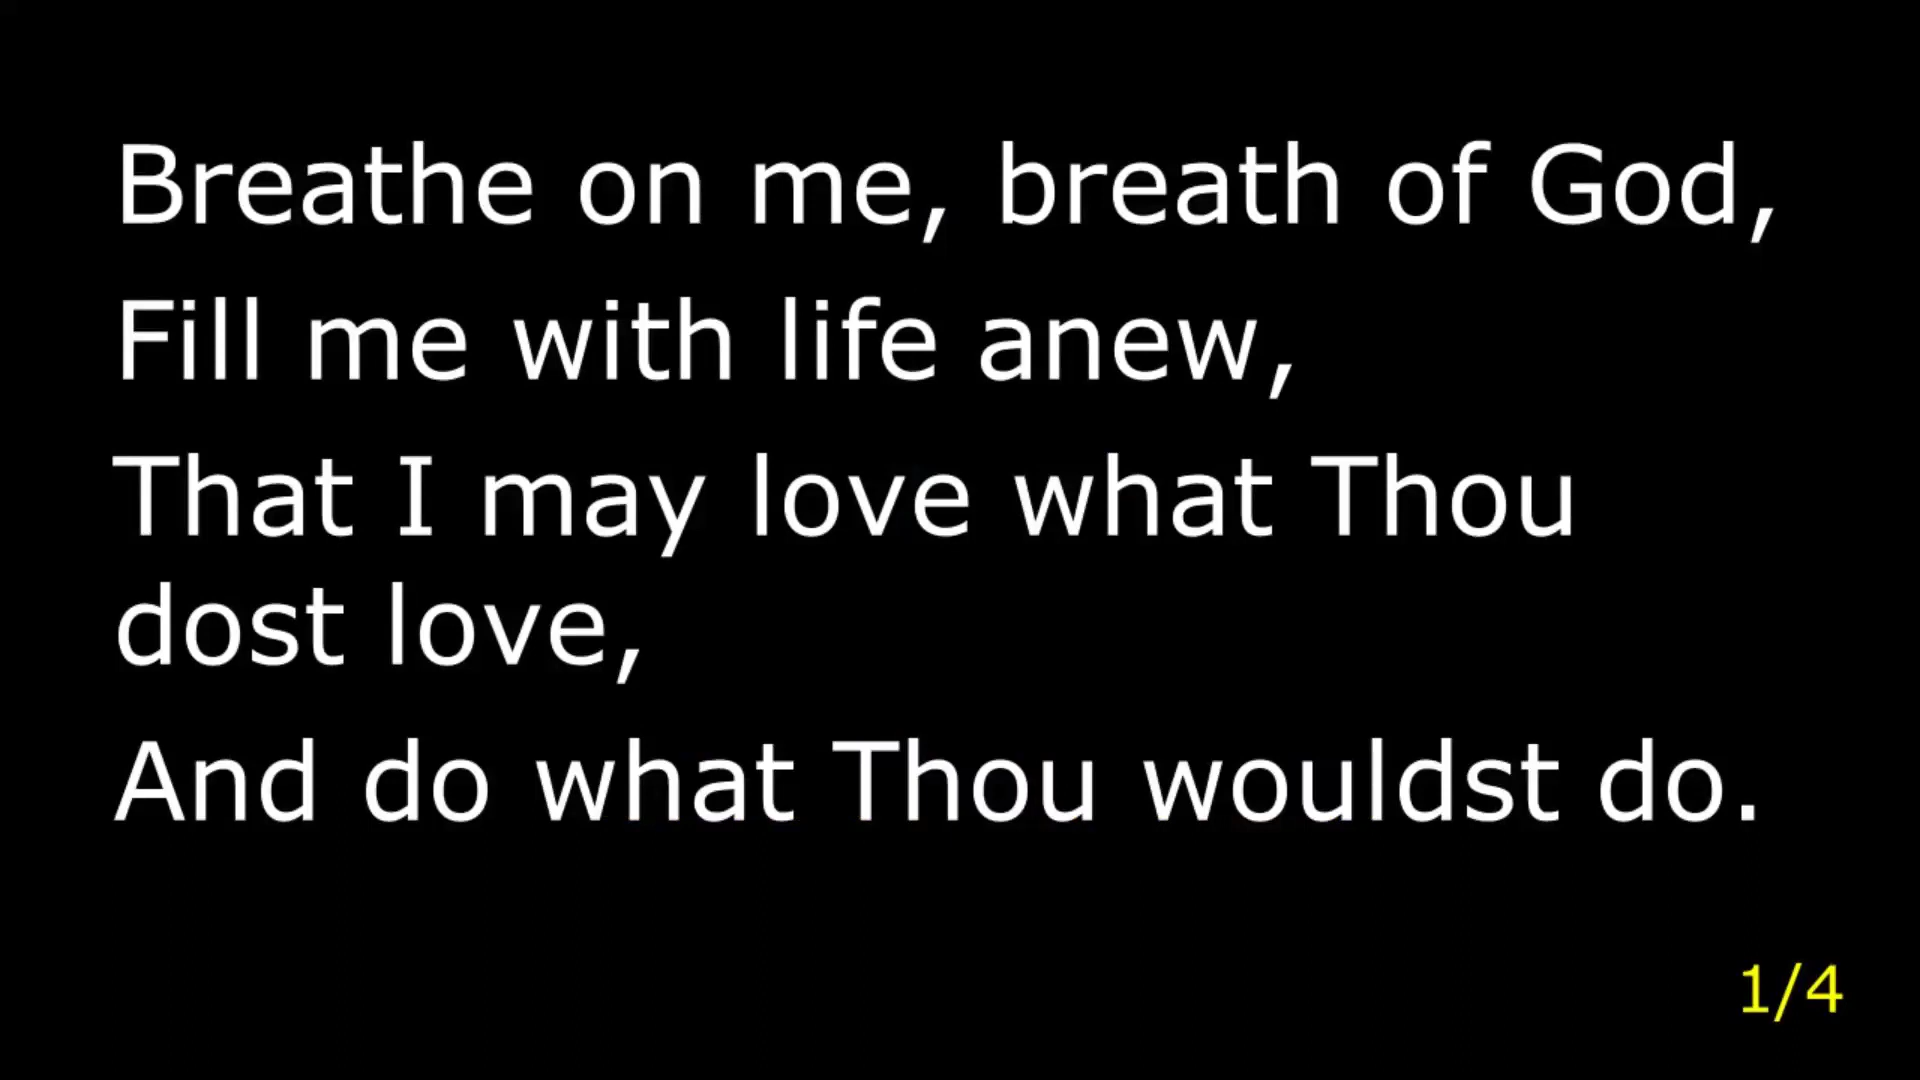 Breathe on me, breath of God,
Fill me with life anew,
That I may love what Thou
dost love,
And do what Thou wouldst do.
1/4